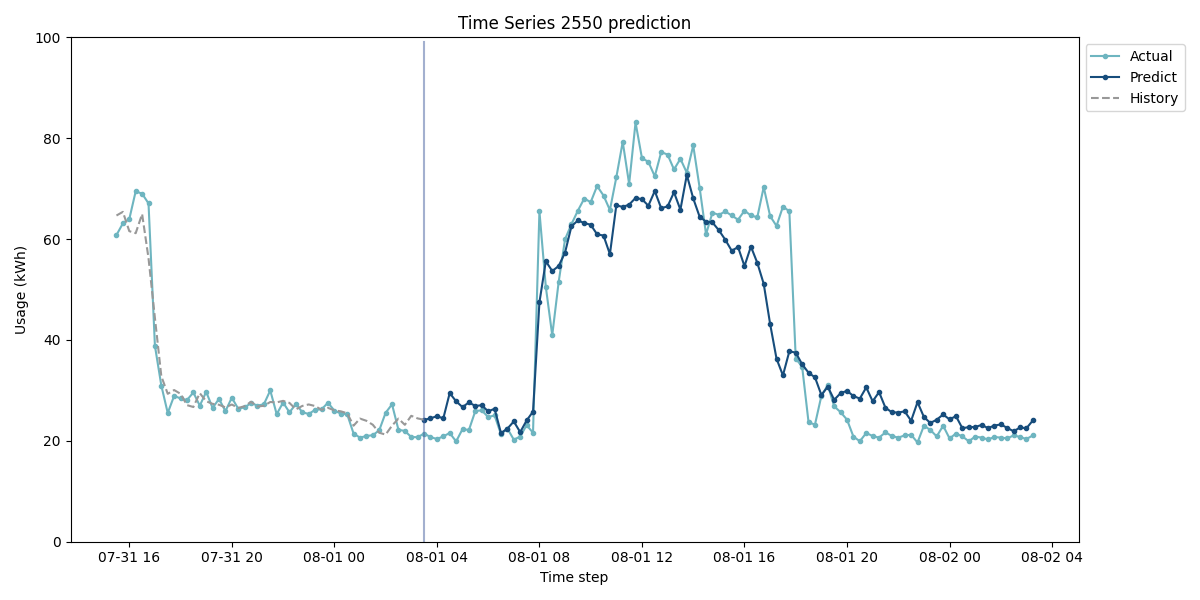 Time Series 2550 prediction
100
80
60
40
20
0
Usage (kWh)
07-31 16
07-31 20
08-01 00
08-01 04
08-01 08
08-01 12
08-01 16
08-01 20
08-02 00
08-02 04
Time step
Actual
Predict
History